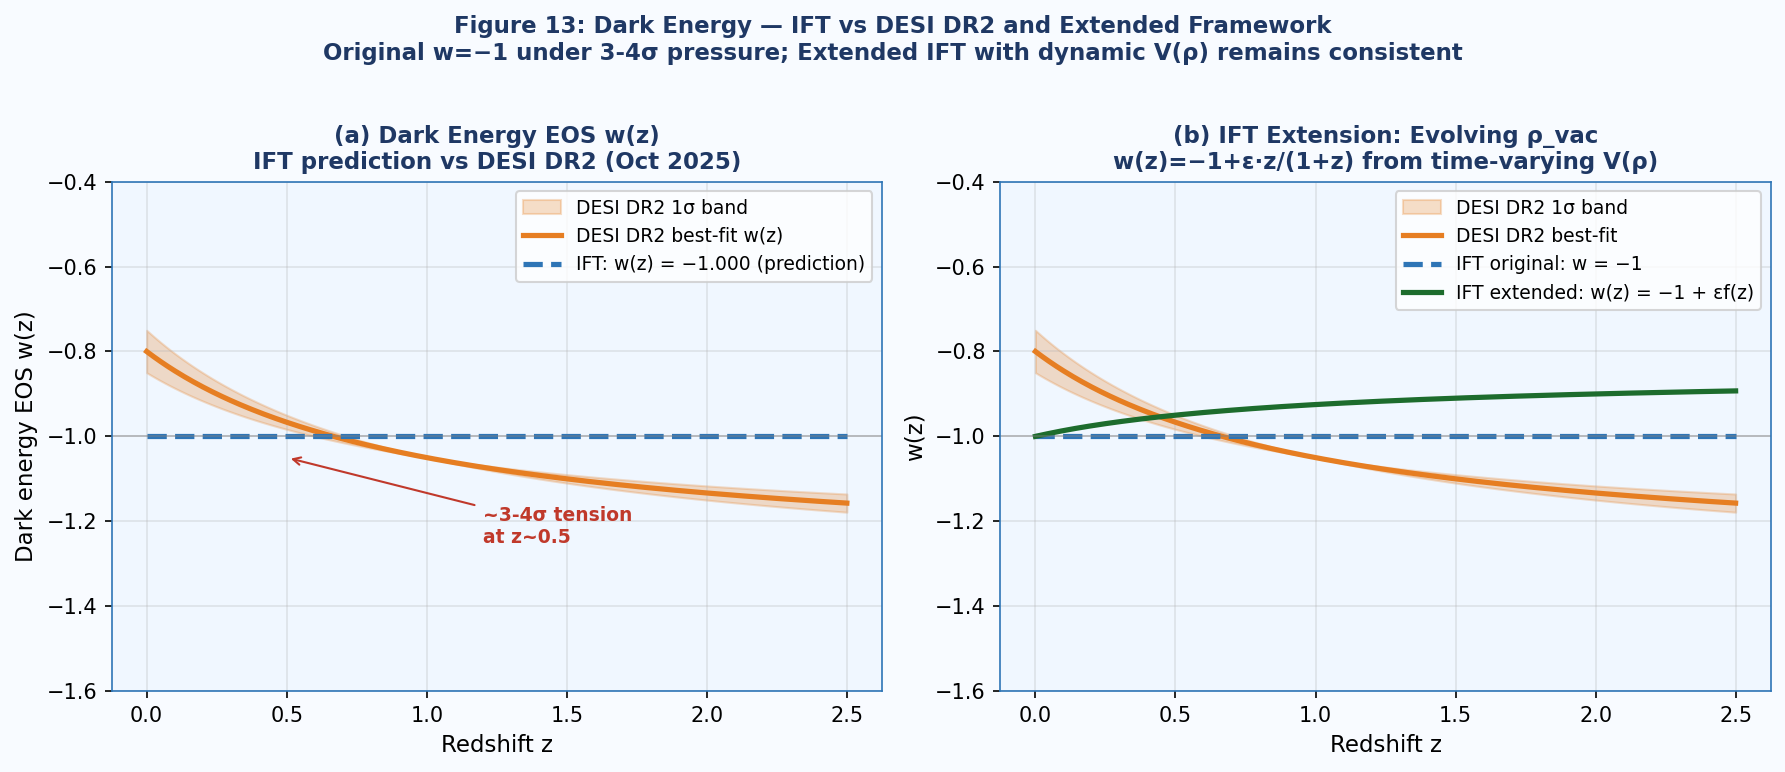 Figure 13: Dark Energy — IFT vs DESI DR2 and Extended Framework
Original w=−1 under 3-4σ pressure; Extended IFT with dynamic V(ρ) remains consistent
(a) Dark Energy EOS w(z)
IFT prediction vs DESI DR2 (Oct 2025)
DESI DR2 1σ band
DESI DR2 best-fit w(z)
IFT: w(z) = −1.000 (prediction)
~3-4σ tension
at z~0.5
Dark energy EOS w(z)
−0.4
−0.6
−0.8
−1.0
−1.2
−1.4
−1.6
0.0
0.5
1.0
1.5
2.0
2.5
Redshift z
(b) IFT Extension: Evolving ρ_vac
w(z)=−1+ε·z/(1+z) from time-varying V(ρ)
DESI DR2 1σ band
DESI DR2 best-fit
IFT original: w = −1
IFT extended: w(z) = −1 + εf(z)
w(z)
−0.4
−0.6
−0.8
−1.0
−1.2
−1.4
−1.6
0.0
0.5
1.0
1.5
2.0
2.5
Redshift z